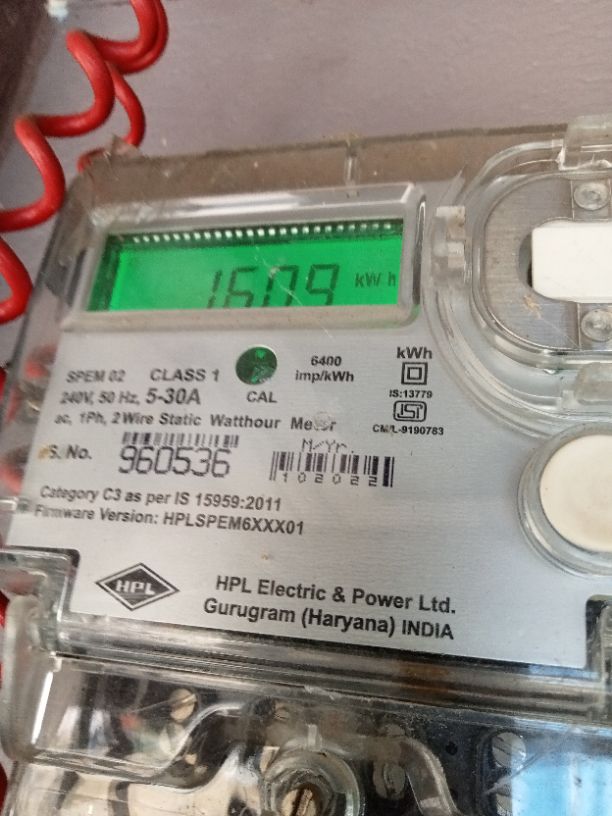 1609 kWh
SPEM 02 CLASS 1 6400 imp/kWh kWh
240V, 50 Hz, 5-30A CAL IS:13779
ac, 1Ph, 2 Wire Static Watthour Meter CM/L-9190783
S. No. 960536 M/Yr. 102022
Category C3 as per IS 15959:2011
Firmware Version: HPLSPEM6XXX01
HPL
HPL Electric & Power Ltd.
Gurugram (Haryana) INDIA